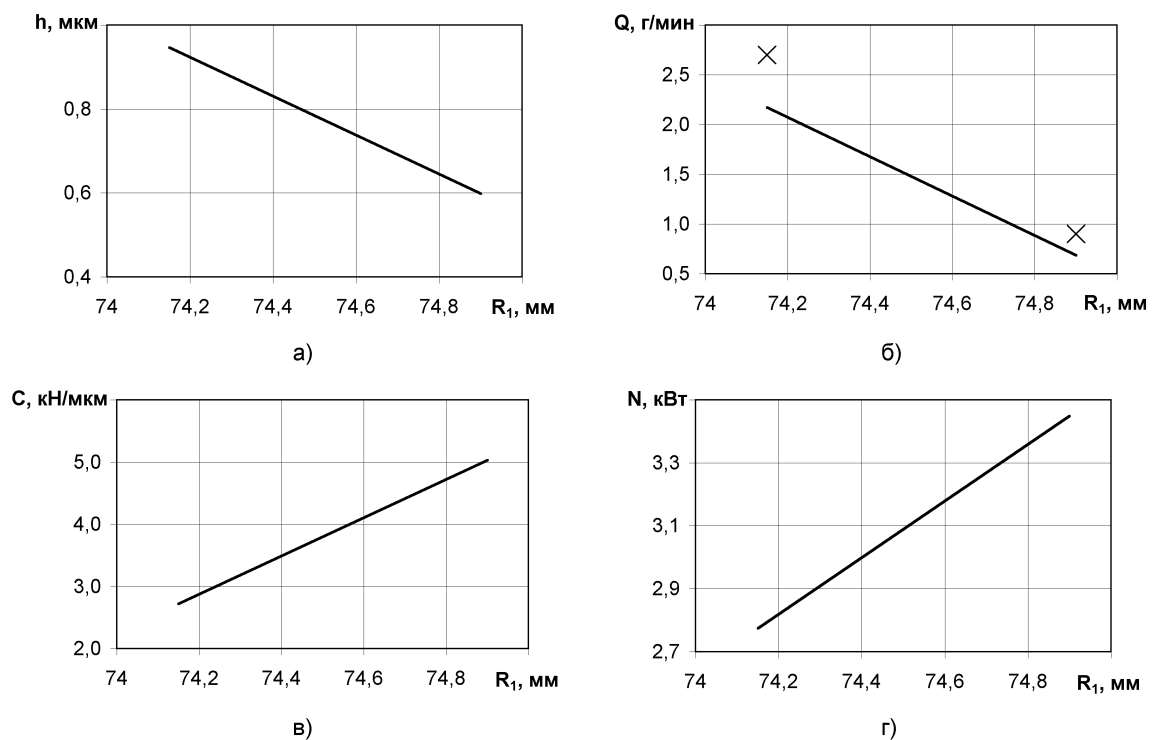 h, мкм
0,8
0,6
0,4
74 74,2 74,4 74,6 74,8 R₁, мм
а)
Q, г/мин
2,5
2,0
1,5
1,0
0,5
74 74,2 74,4 74,6 74,8 R₁, мм
б)
C, кН/мкм
5,0
4,0
3,0
2,0
74 74,2 74,4 74,6 74,8 R₁, мм
в)
N, кВт
3,3
3,1
2,9
2,7
74 74,2 74,4 74,6 74,8 R₁, мм
г)